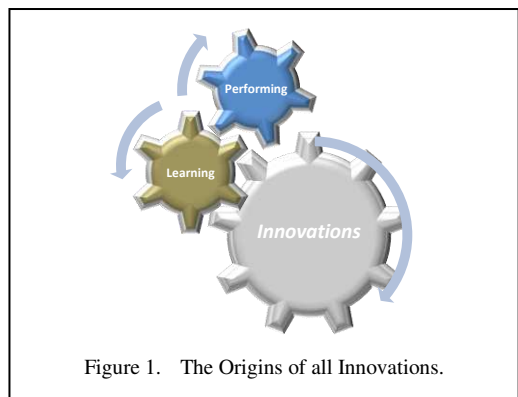 Performing
Learning
Innovations
Figure 1. The Origins of all Innovations.